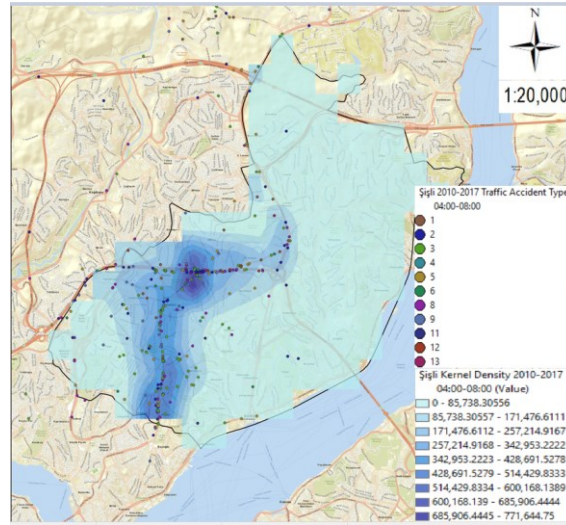 N
1:20,000
Şişli 2010-2017 Traffic Accident Type
04:00-08:00
1
2
3
4
5
6
8
9
11
12
13
Şişli Kernel Density 2010-2017
04:00-08:00 (Value)
0 - 85,738.30556
85,738.30557 - 171,476.6111
171,476.6112 - 257,214.9167
257,214.9168 - 342,953.2222
342,953.2223 - 428,691.5278
428,691.5279 - 514,429.8333
514,429.8334 - 600,168.1389
600,168.139 - 685,906.4444
685,906.4445 - 771,644.75